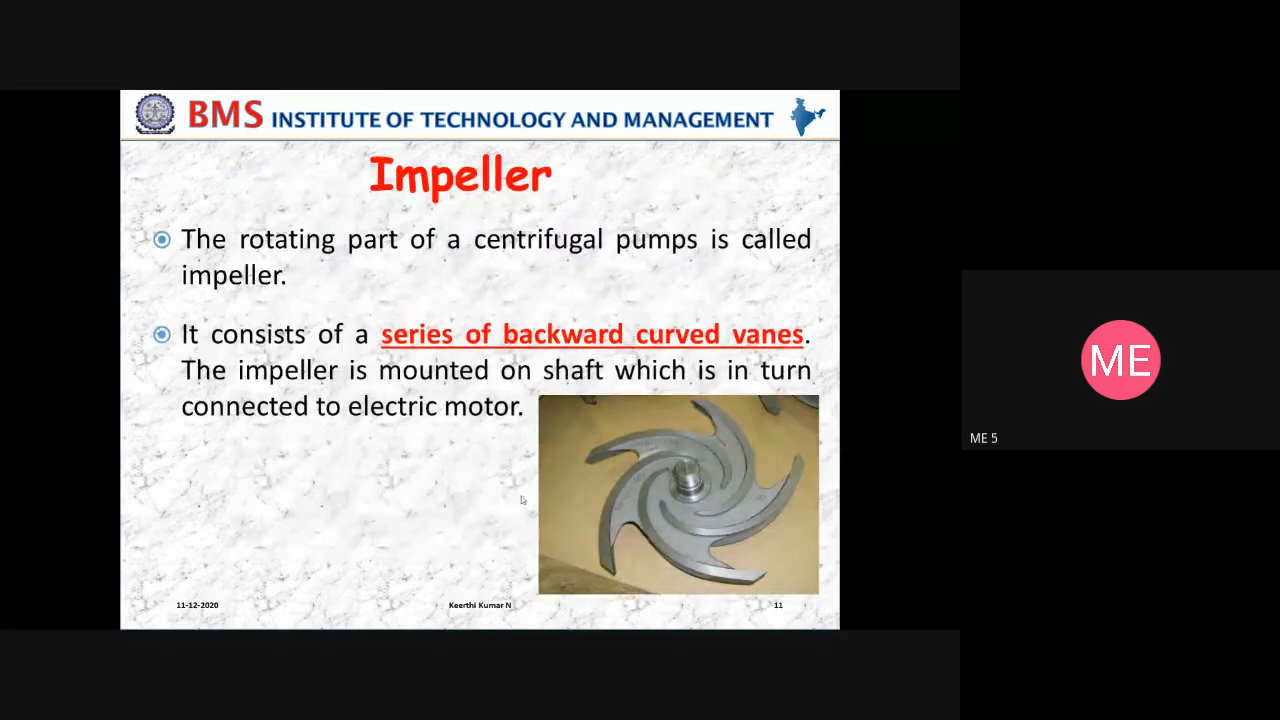 BMS INSTITUTE OF TECHNOLOGY AND MANAGEMENT
Impeller
The rotating part of a centrifugal pumps is called
impeller.
It consists of a series of backward curved vanes.
The impeller is mounted on shaft which is in turn
connected to electric motor.
11-12-2020
Keerthi Kumar N
11
ME
ME 5